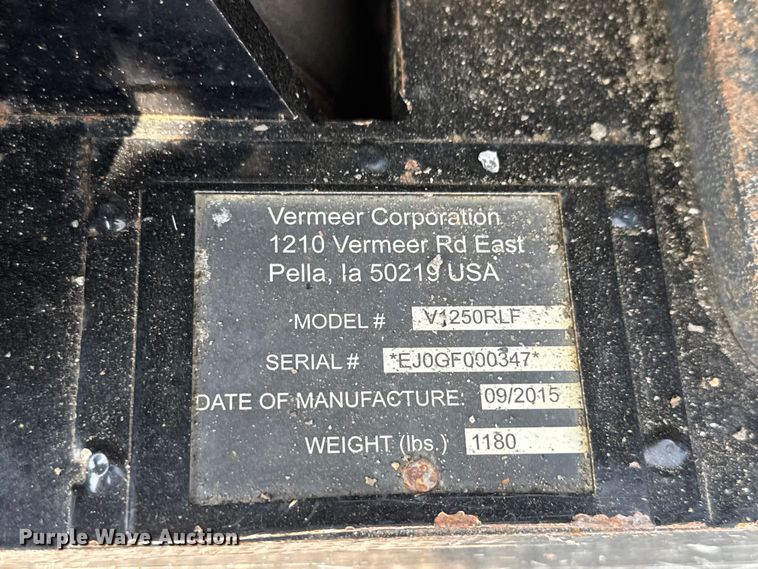 Vermeer Corporation
1210 Vermeer Rd East
Pella, Ia 50219 USA
MODEL # V1250RLF
SERIAL # *EJ0GF000347*
DATE OF MANUFACTURE: 09/2015
WEIGHT (lbs.) 1180
Purple Wave Auction